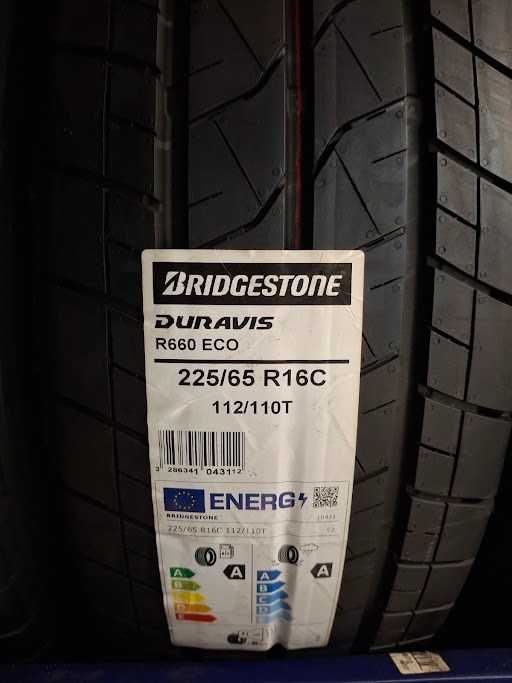 BRIDGESTONE
DURAVIS
R660 ECO
225/65 R16C
112/110T
3 286341 043112
ENERG
BRIDGESTONE
225/65 R16C 112/110T
C2
A A
A A
B B
C
D
E